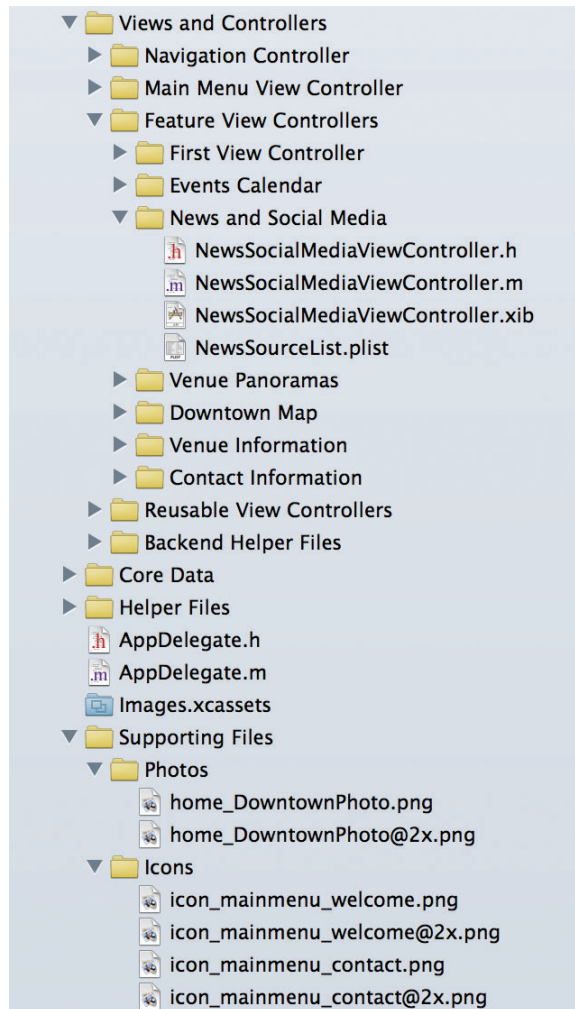 Views and Controllers
Navigation Controller
Main Menu View Controller
Feature View Controllers
First View Controller
Events Calendar
News and Social Media
.h NewsSocialMediaViewController.h
.m NewsSocialMediaViewController.m
NewsSocialMediaViewController.xib
NewsSourceList.plist
Venue Panoramas
Downtown Map
Venue Information
Contact Information
Reusable View Controllers
Backend Helper Files
Core Data
Helper Files
.h AppDelegate.h
.m AppDelegate.m
Images.xcassets
Supporting Files
Photos
home_DowntownPhoto.png
home_DowntownPhoto@2x.png
Icons
icon_mainmenu_welcome.png
icon_mainmenu_welcome@2x.png
icon_mainmenu_contact.png
icon_mainmenu_contact@2x.png